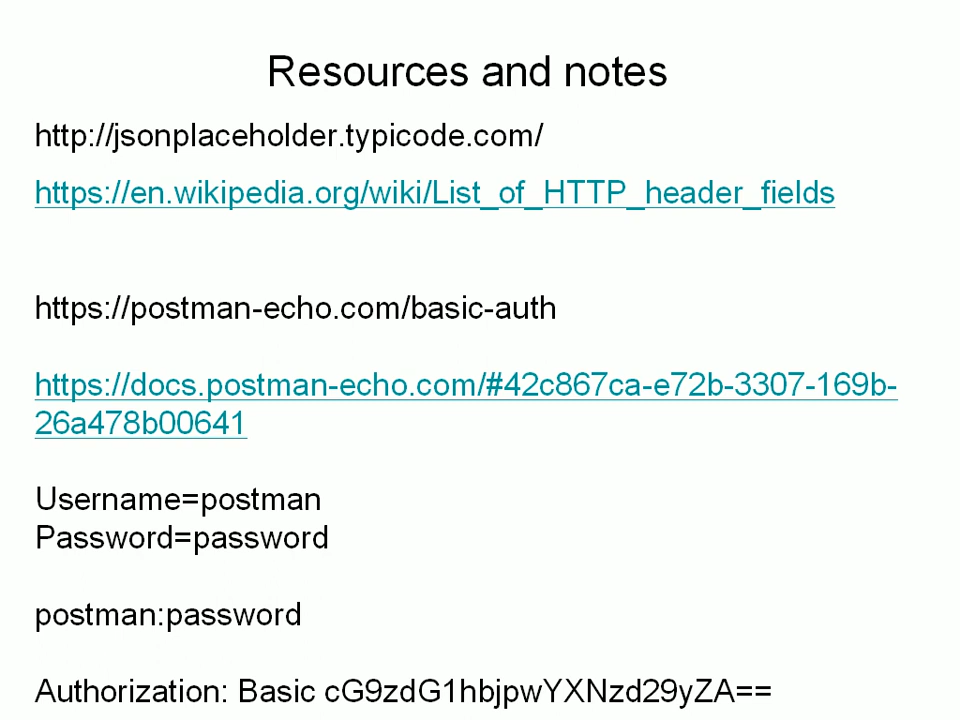 Resources and notes
http://jsonplaceholder.typicode.com/
https://en.wikipedia.org/wiki/List_of_HTTP_header_fields
https://postman-echo.com/basic-auth
https://docs.postman-echo.com/#42c867ca-e72b-3307-169b-
26a478b00641
Username=postman
Password=password
postman:password
Authorization: Basic cG9zdG1hbjpwYXNzd29yZA==